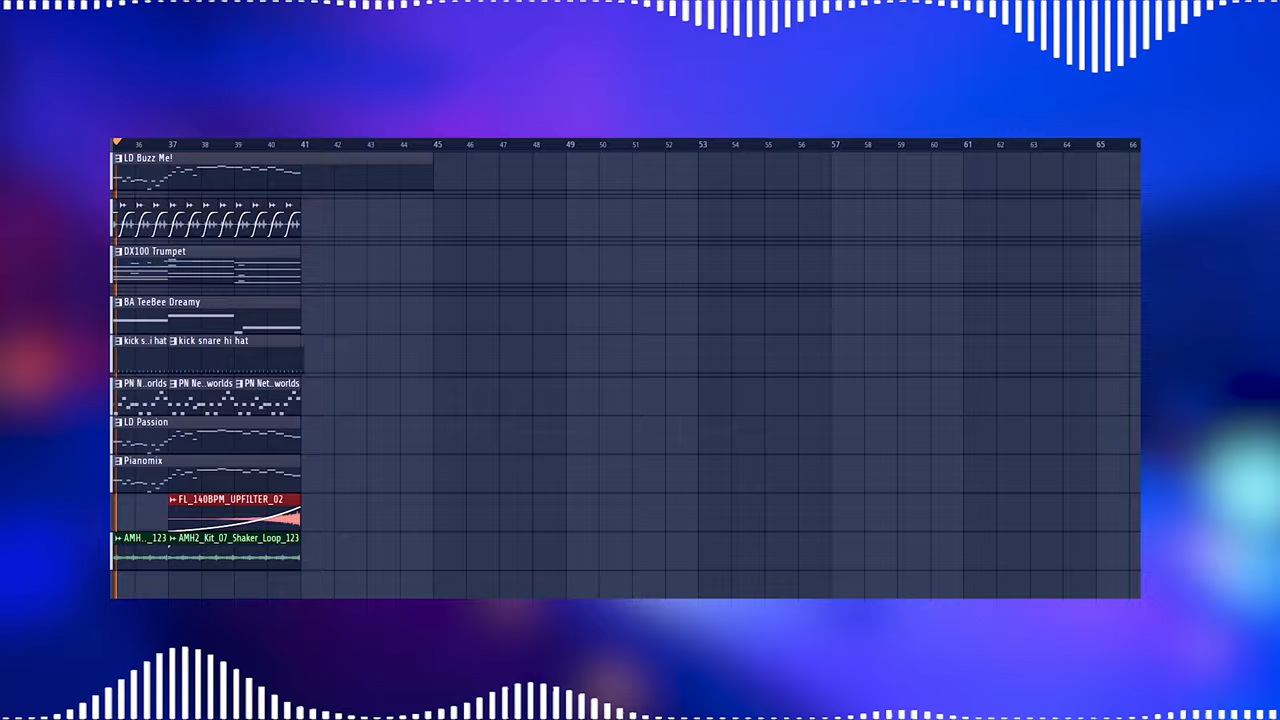 36 37 38 39 40 41 42 43 44 45 46 47 48 49 50 51 52 53 54 55 56 57 58 59 60 61 62 63 64 65 66
LD Buzz Me!
DX100 Trumpet
BA TeeBee Dreamy
kick s..i hat kick snare hi hat
PN N..orlds PN Ne..worlds PN Net..worlds
LD Passion
Pianomix
FL_140BPM_UPFILTER_02
AMH.._123 AMH2_Kit_07_Shaker_Loop_123